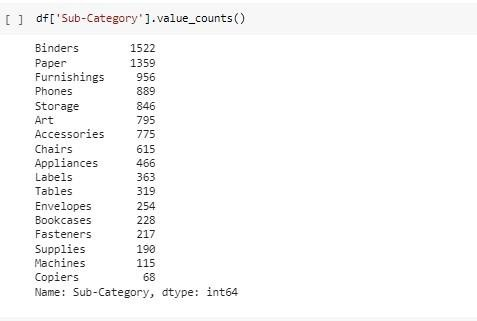 [ ] df['Sub-Category'].value_counts()
Binders 1522
Paper 1359
Furnishings 956
Phones 889
Storage 846
Art 795
Accessories 775
Chairs 615
Appliances 466
Labels 363
Tables 319
Envelopes 254
Bookcases 228
Fasteners 217
Supplies 190
Machines 115
Copiers 68
Name: Sub-Category, dtype: int64